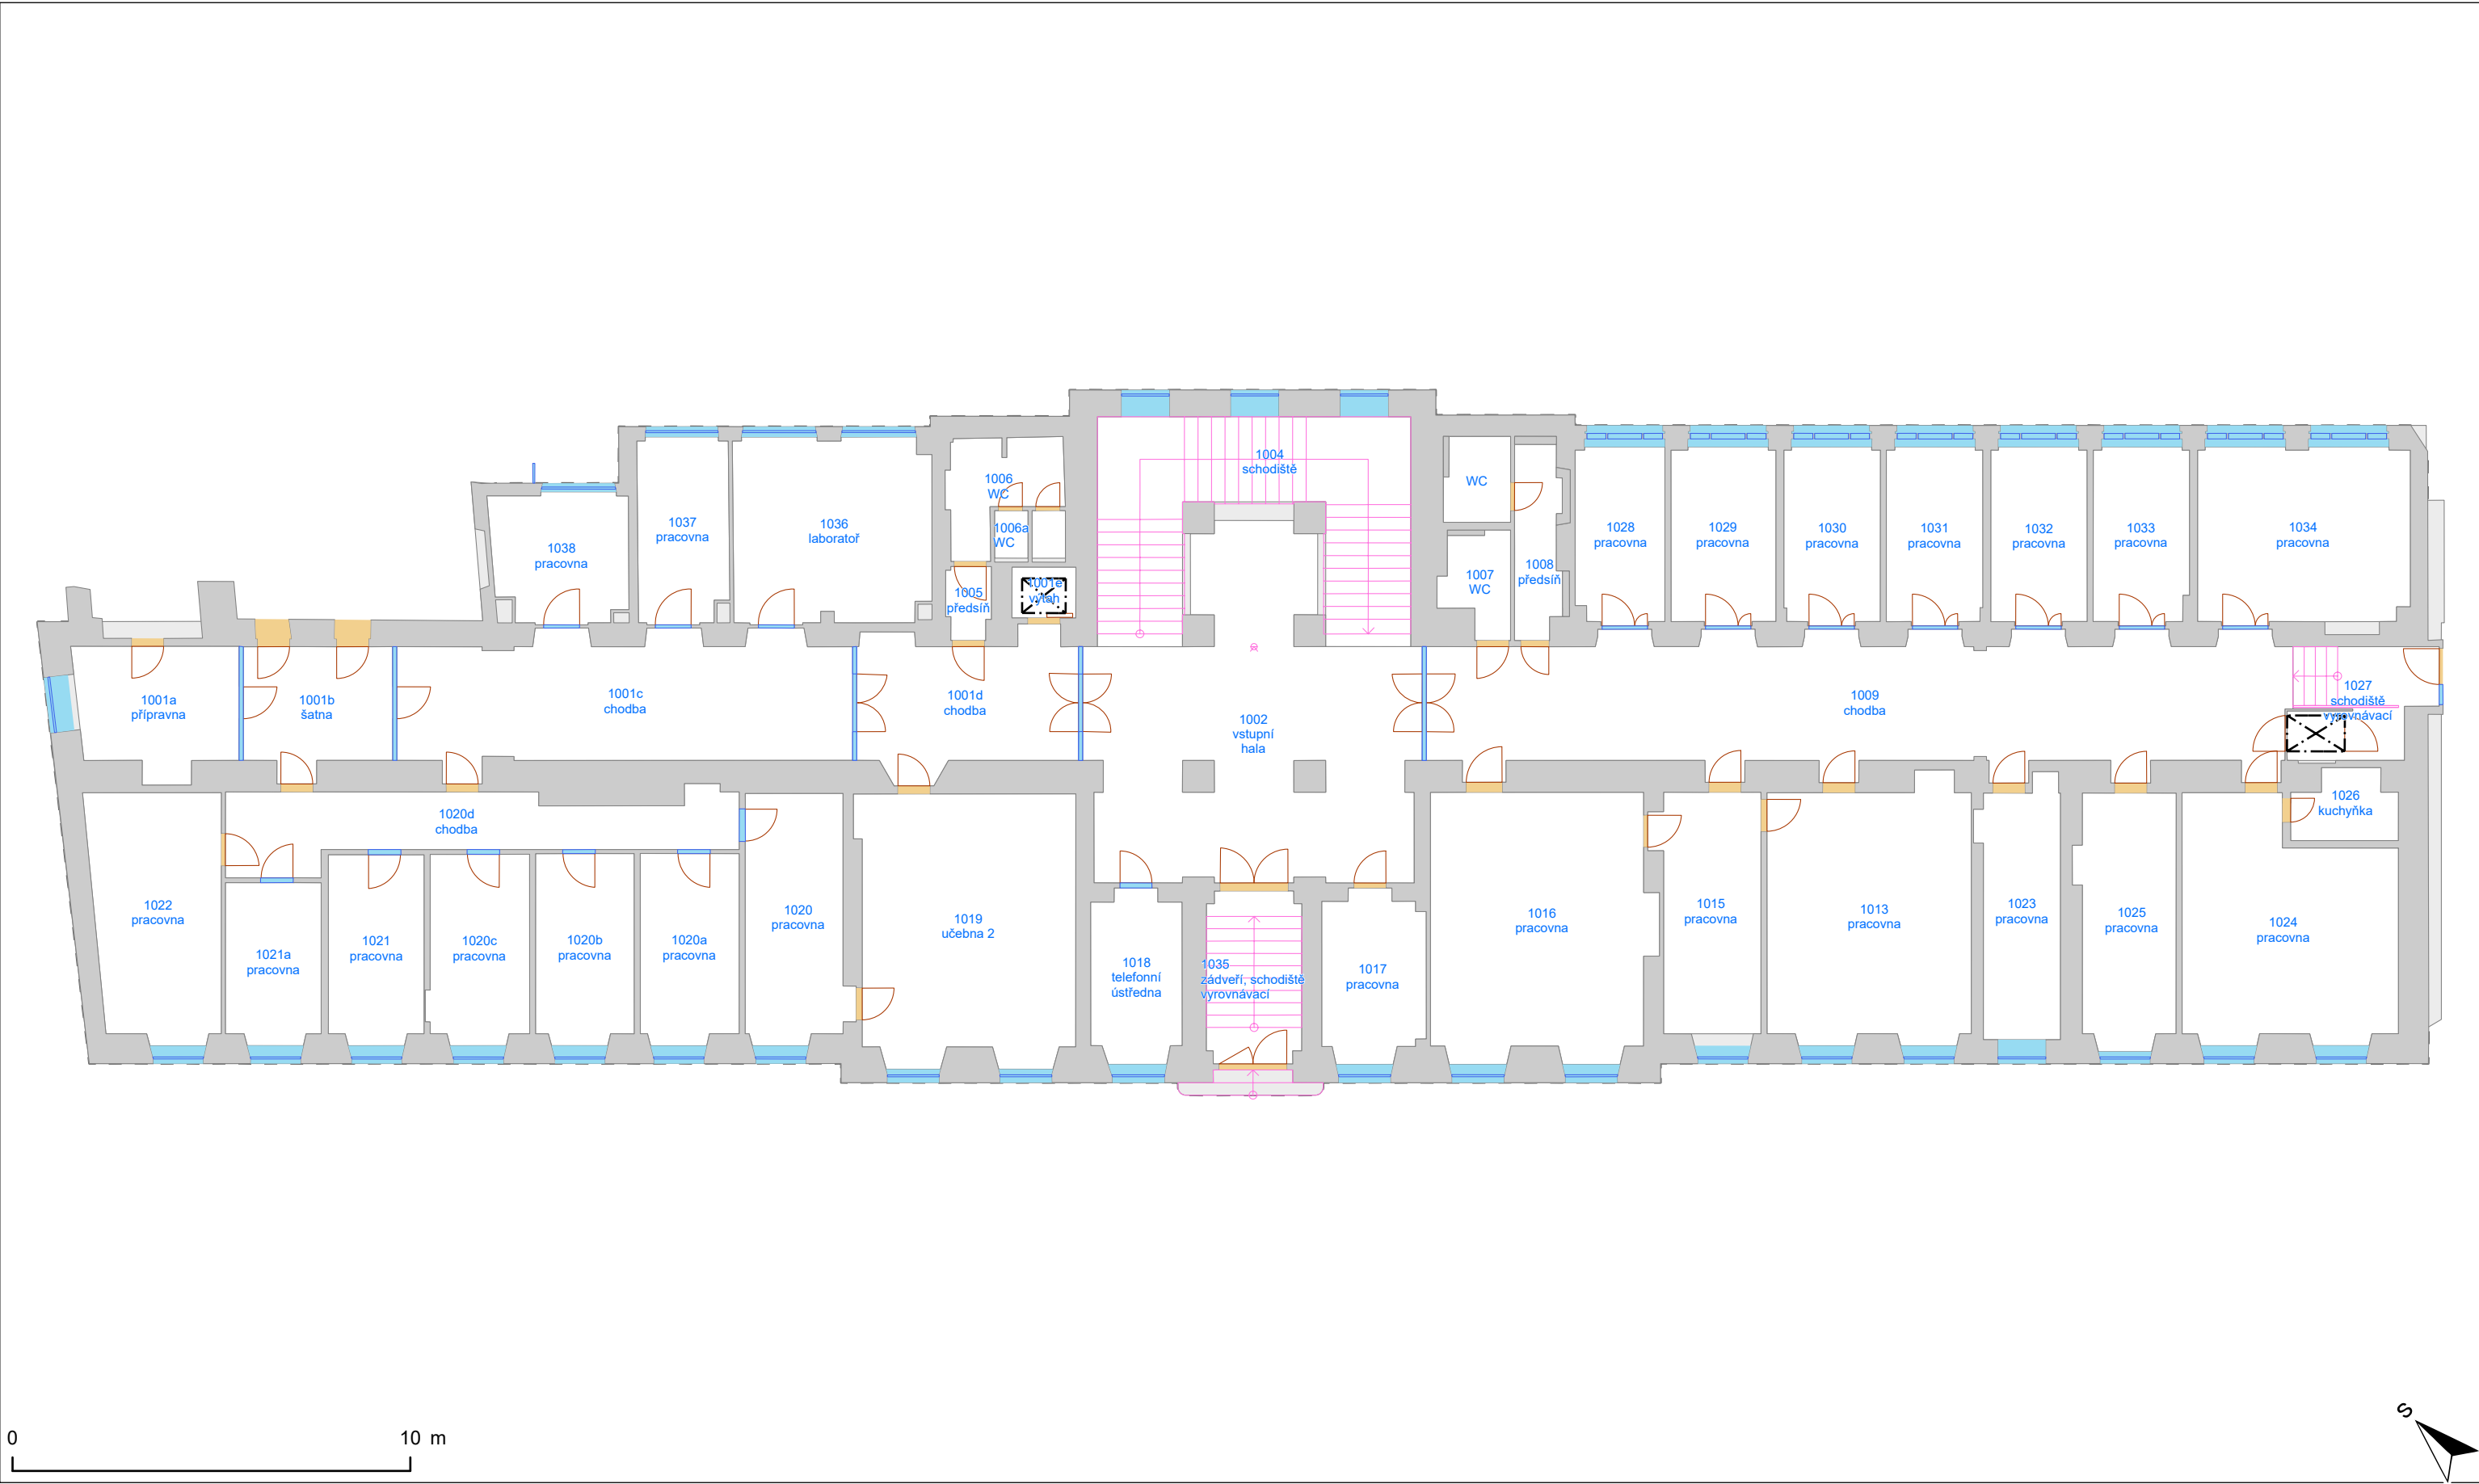 1004
schodiště
1006
WC
1006a
WC
WC
1037
pracovna
1036
laboratoř
1038
pracovna
1005
předsíň
1001e
výtah
1007
WC
1008
předsíň
1028
pracovna
1029
pracovna
1030
pracovna
1031
pracovna
1032
pracovna
1033
pracovna
1034
pracovna
1001a
přípravna
1001b
šatna
1001c
chodba
1001d
chodba
1002
vstupní
hala
1009
chodba
1027
schodiště
vyrovnávací
1020d
chodba
1026
kuchyňka
1022
pracovna
1021a
pracovna
1021
pracovna
1020c
pracovna
1020b
pracovna
1020a
pracovna
1020
pracovna
1019
učebna 2
1018
telefonní
ústředna
1035
zádveří, schodiště
vyrovnávací
1017
pracovna
1016
pracovna
1015
pracovna
1013
pracovna
1023
pracovna
1025
pracovna
1024
pracovna
0 10 m
S